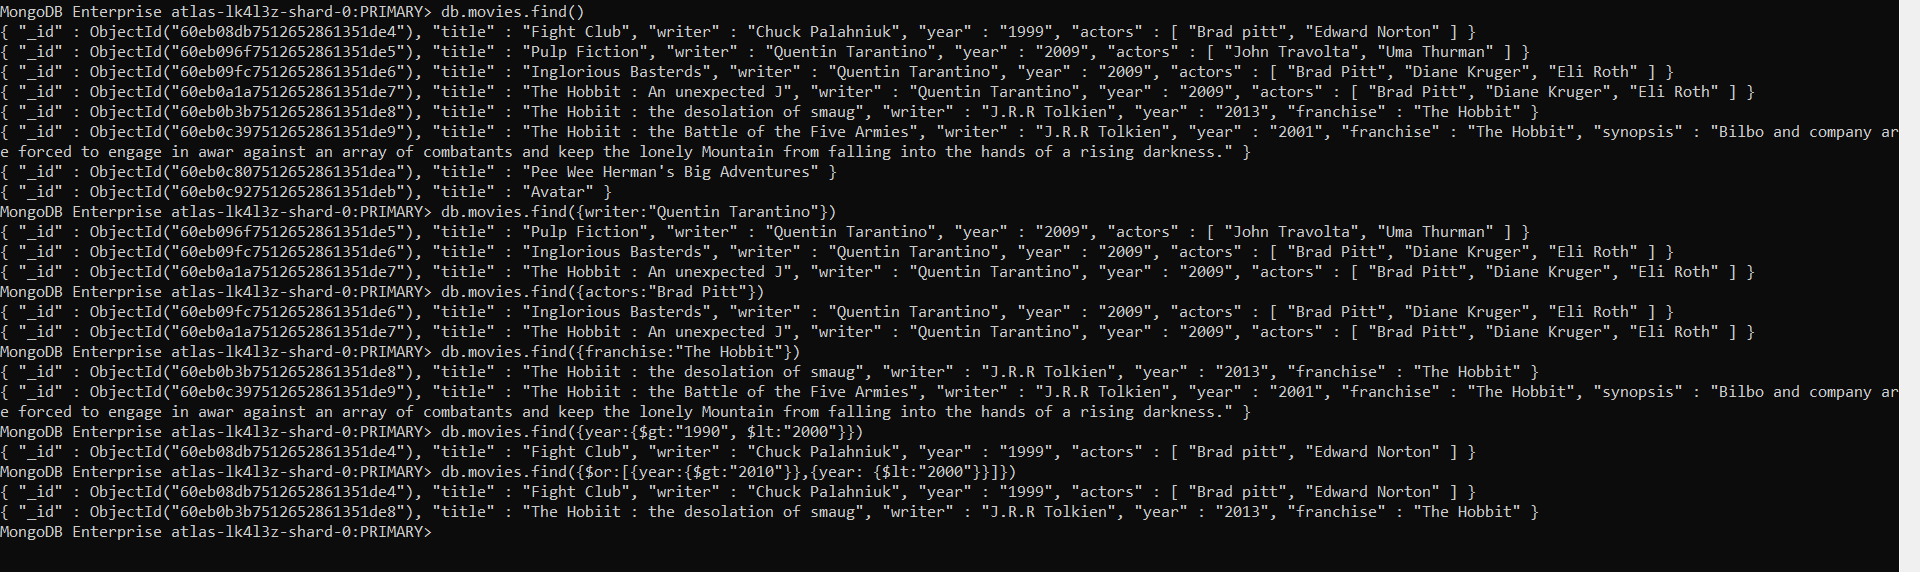 MongoDB Enterprise atlas-lk4l3z-shard-0:PRIMARY> db.movies.find()
{ "_id" : ObjectId("60eb08db7512652861351de4"), "title" : "Fight Club", "writer" : "Chuck Palahniuk", "year" : "1999", "actors" : [ "Brad pitt", "Edward Norton" ] }
{ "_id" : ObjectId("60eb096f7512652861351de5"), "title" : "Pulp Fiction", "writer" : "Quentin Tarantino", "year" : "2009", "actors" : [ "John Travolta", "Uma Thurman" ] }
{ "_id" : ObjectId("60eb09fc7512652861351de6"), "title" : "Inglorious Basterds", "writer" : "Quentin Tarantino", "year" : "2009", "actors" : [ "Brad Pitt", "Diane Kruger", "Eli Roth" ] }
{ "_id" : ObjectId("60eb0a1a7512652861351de7"), "title" : "The Hobbit : An unexpected J", "writer" : "Quentin Tarantino", "year" : "2009", "actors" : [ "Brad Pitt", "Diane Kruger", "Eli Roth" ] }
{ "_id" : ObjectId("60eb0b3b7512652861351de8"), "title" : "The Hobiit : the desolation of smaug", "writer" : "J.R.R Tolkien", "year" : "2013", "franchise" : "The Hobbit" }
{ "_id" : ObjectId("60eb0c397512652861351de9"), "title" : "The Hobiit : the Battle of the Five Armies", "writer" : "J.R.R Tolkien", "year" : "2001", "franchise" : "The Hobbit", "synopsis" : "Bilbo and company ar
e forced to engage in awar against an array of combatants and keep the lonely Mountain from falling into the hands of a rising darkness." }
{ "_id" : ObjectId("60eb0c807512652861351dea"), "title" : "Pee Wee Herman's Big Adventures" }
{ "_id" : ObjectId("60eb0c927512652861351deb"), "title" : "Avatar" }
MongoDB Enterprise atlas-lk4l3z-shard-0:PRIMARY> db.movies.find({writer:"Quentin Tarantino"})
{ "_id" : ObjectId("60eb096f7512652861351de5"), "title" : "Pulp Fiction", "writer" : "Quentin Tarantino", "year" : "2009", "actors" : [ "John Travolta", "Uma Thurman" ] }
{ "_id" : ObjectId("60eb09fc7512652861351de6"), "title" : "Inglorious Basterds", "writer" : "Quentin Tarantino", "year" : "2009", "actors" : [ "Brad Pitt", "Diane Kruger", "Eli Roth" ] }
{ "_id" : ObjectId("60eb0a1a7512652861351de7"), "title" : "The Hobbit : An unexpected J", "writer" : "Quentin Tarantino", "year" : "2009", "actors" : [ "Brad Pitt", "Diane Kruger", "Eli Roth" ] }
MongoDB Enterprise atlas-lk4l3z-shard-0:PRIMARY> db.movies.find({actors:"Brad Pitt"})
{ "_id" : ObjectId("60eb09fc7512652861351de6"), "title" : "Inglorious Basterds", "writer" : "Quentin Tarantino", "year" : "2009", "actors" : [ "Brad Pitt", "Diane Kruger", "Eli Roth" ] }
{ "_id" : ObjectId("60eb0a1a7512652861351de7"), "title" : "The Hobbit : An unexpected J", "writer" : "Quentin Tarantino", "year" : "2009", "actors" : [ "Brad Pitt", "Diane Kruger", "Eli Roth" ] }
MongoDB Enterprise atlas-lk4l3z-shard-0:PRIMARY> db.movies.find({franchise:"The Hobbit"})
{ "_id" : ObjectId("60eb0b3b7512652861351de8"), "title" : "The Hobiit : the desolation of smaug", "writer" : "J.R.R Tolkien", "year" : "2013", "franchise" : "The Hobbit" }
{ "_id" : ObjectId("60eb0c397512652861351de9"), "title" : "The Hobiit : the Battle of the Five Armies", "writer" : "J.R.R Tolkien", "year" : "2001", "franchise" : "The Hobbit", "synopsis" : "Bilbo and company ar
e forced to engage in awar against an array of combatants and keep the lonely Mountain from falling into the hands of a rising darkness." }
MongoDB Enterprise atlas-lk4l3z-shard-0:PRIMARY> db.movies.find({year:{$gt:"1990", $lt:"2000"}})
{ "_id" : ObjectId("60eb08db7512652861351de4"), "title" : "Fight Club", "writer" : "Chuck Palahniuk", "year" : "1999", "actors" : [ "Brad pitt", "Edward Norton" ] }
MongoDB Enterprise atlas-lk4l3z-shard-0:PRIMARY> db.movies.find({$or:[{year:{$gt:"2010"}},{year: {$lt:"2000"}}]})
{ "_id" : ObjectId("60eb08db7512652861351de4"), "title" : "Fight Club", "writer" : "Chuck Palahniuk", "year" : "1999", "actors" : [ "Brad pitt", "Edward Norton" ] }
{ "_id" : ObjectId("60eb0b3b7512652861351de8"), "title" : "The Hobiit : the desolation of smaug", "writer" : "J.R.R Tolkien", "year" : "2013", "franchise" : "The Hobbit" }
MongoDB Enterprise atlas-lk4l3z-shard-0:PRIMARY>